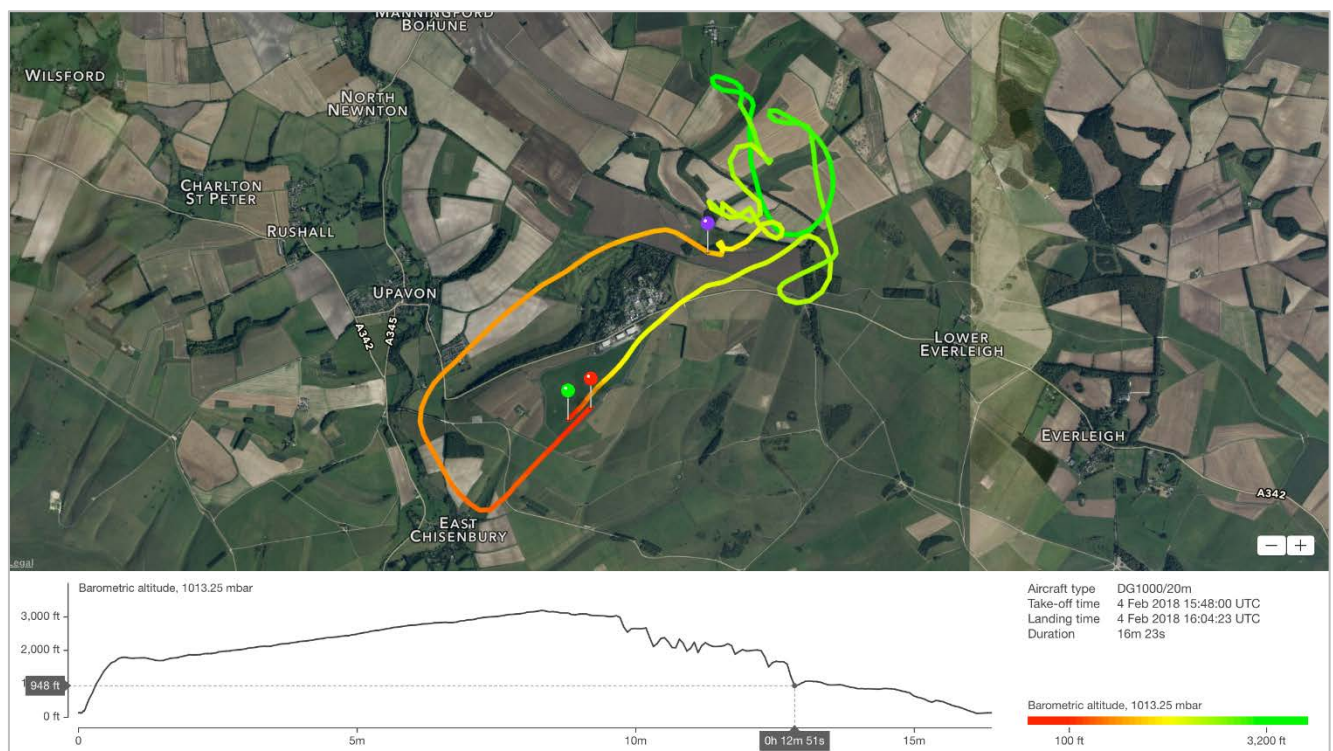 MANNINGFORD
BOHUNE
WILSFORD
NORTH
NEWNTON
CHARLTON
ST PETER
RUSHALL
UPAVON
A342
A345
LOWER
EVERLEIGH
EVERLEIGH
A342
EAST
CHISENBURY
egal
Barometric altitude, 1013.25 mbar
3,000 ft
2,000 ft
948 ft
0 ft
0
5m
10m
0h 12m 51s
15m
Aircraft type DG1000/20m
Take-off time 4 Feb 2018 15:48:00 UTC
Landing time 4 Feb 2018 16:04:23 UTC
Duration 16m 23s
Barometric altitude, 1013.25 mbar
100 ft 3,200 ft